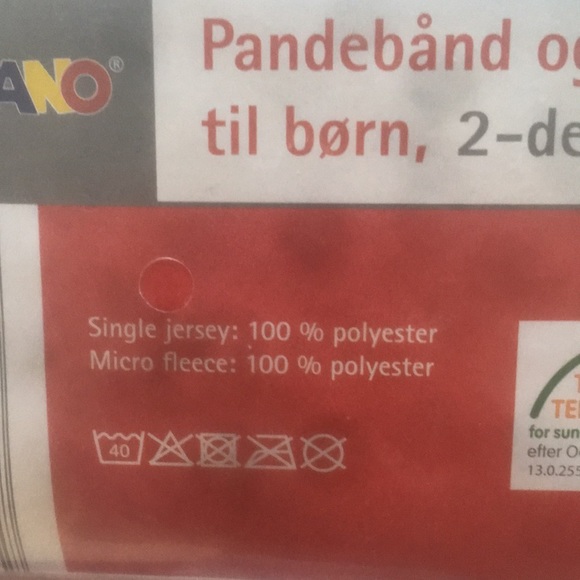 ANO®
Pandebånd og
til børn, 2-de
Single jersey: 100 % polyester
Micro fleece: 100 % polyester
40
TE
for sun
efter O
13.0.255